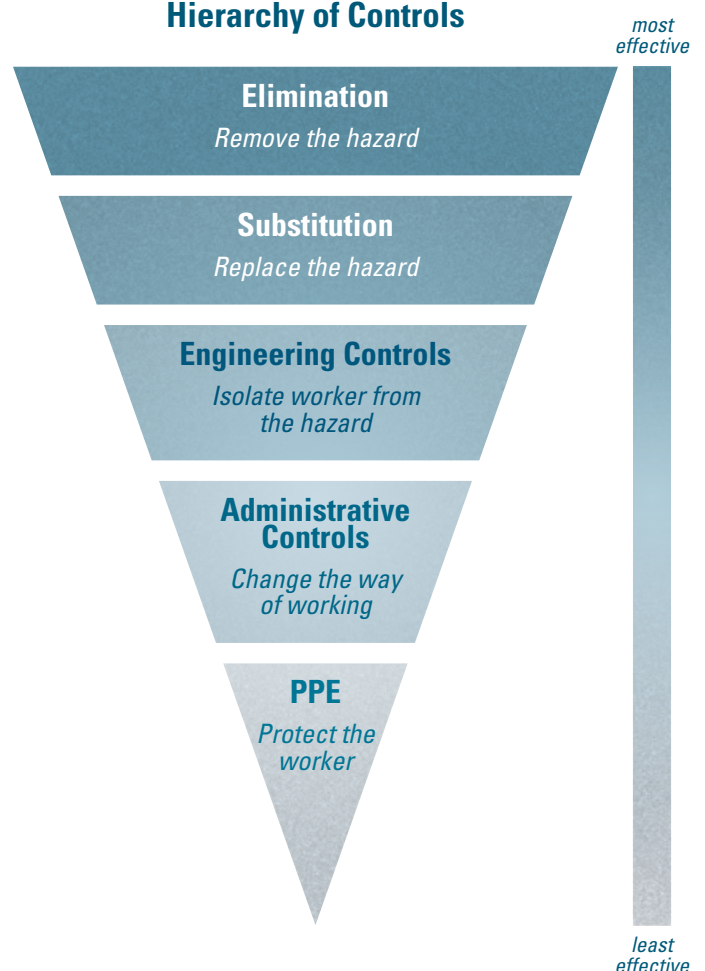 Hierarchy of Controls
most
effective
Elimination
Remove the hazard
Substitution
Replace the hazard
Engineering Controls
Isolate worker from
the hazard
Administrative
Controls
Change the way
of working
PPE
Protect the
worker
least
effective